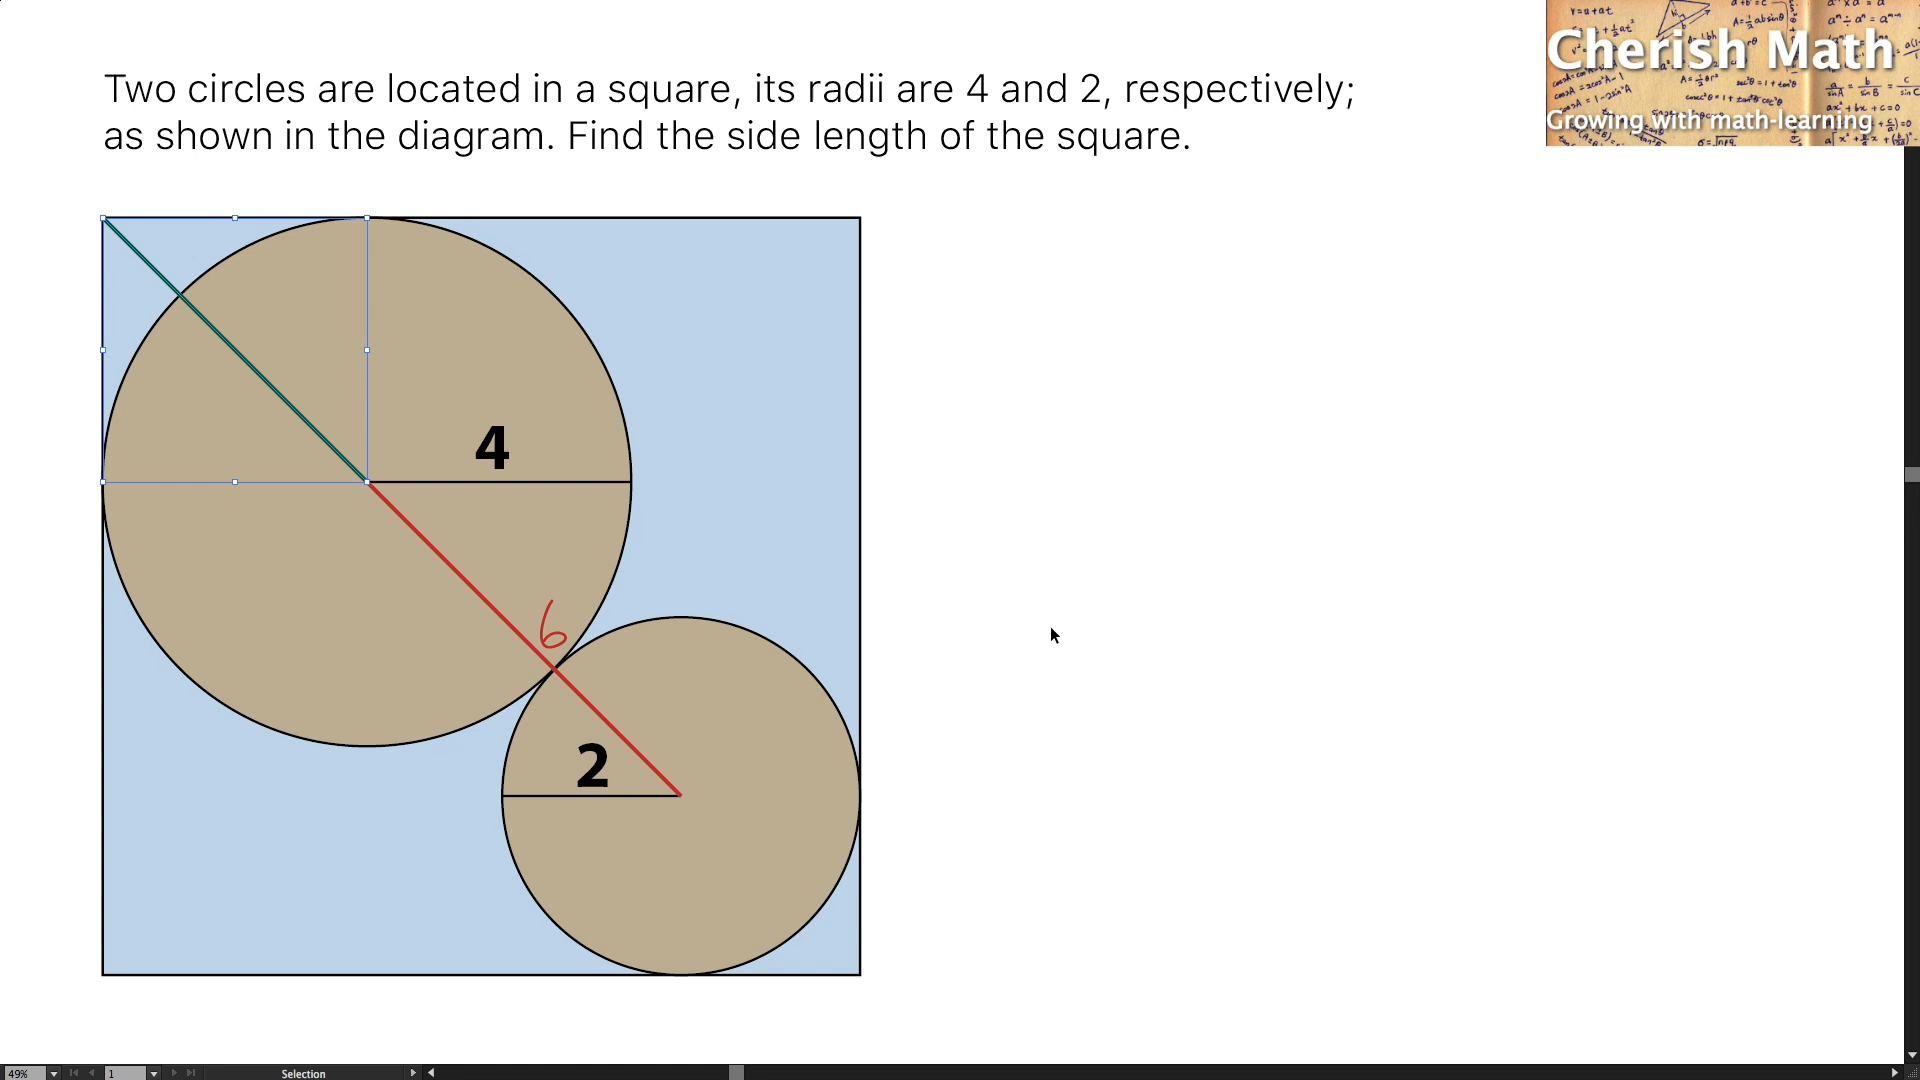 Two circles are located in a square, its radii are 4 and 2, respectively;
as shown in the diagram. Find the side length of the square.
Cherish Math
Growing with math-learning
4
6
2
49%
1
Selection